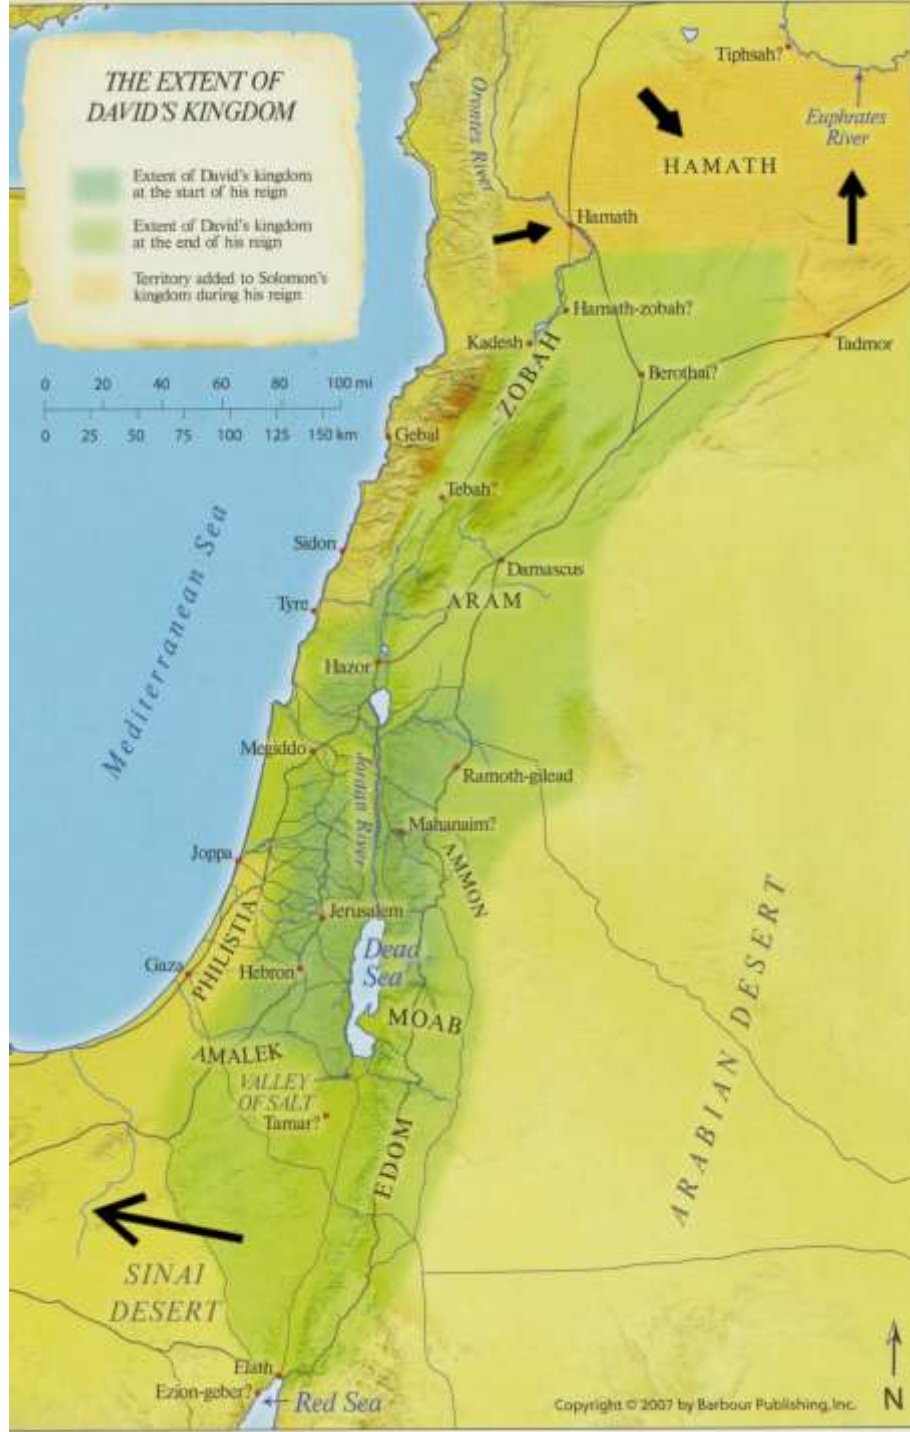 THE EXTENT OF
DAVID'S KINGDOM
Extent of David's kingdom
at the start of his reign
Extent of David's kingdom
at the end of his reign
Territory added to Solomon's
kingdom during his reign
0 20 40 60 80 100 mi
0 25 50 75 100 125 150 km
Tiphsah?
Euphrates
River
Orontes River
HAMATH
Hamath
Hamath-zobah?
Kadesh
ZOBAH
Tadmor
Berothai?
Gebal
Tebah?
Mediterranean Sea
Sidon
Damascus
Tyre
ARAM
Hazor
Megiddo
Jordan River
Ramoth-gilead
Mahanaim?
Joppa
AMMON
Jerusalem
PHILISTIA
Dead
Sea
Gaza
Hebron
MOAB
ARABIAN DESERT
AMALEK
VALLEY
OF SALT
Tamar?
EDOM
SINAI
DESERT
Elath
Ezion-geber?
Red Sea
N
Copyright © 2007 by Barbour Publishing, Inc.